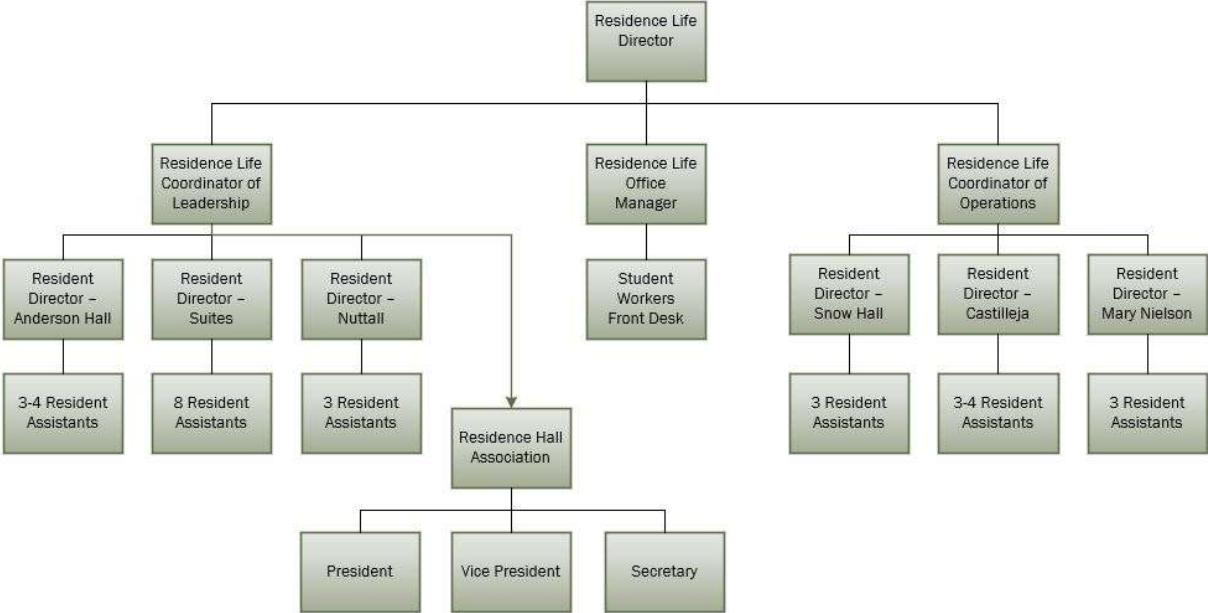 Residence Life
Director
Residence Life
Coordinator of
Leadership
Residence Life
Office
Manager
Residence Life
Coordinator of
Operations
Resident
Director –
Anderson Hall
Resident
Director –
Suites
Resident
Director –
Nuttall
Student
Workers
Front Desk
Resident
Director –
Snow Hall
Resident
Director –
Castilleja
Resident
Director –
Mary Nielson
3-4 Resident
Assistants
8 Resident
Assistants
3 Resident
Assistants
Residence Hall
Association
3 Resident
Assistants
3-4 Resident
Assistants
3 Resident
Assistants
President
Vice President
Secretary